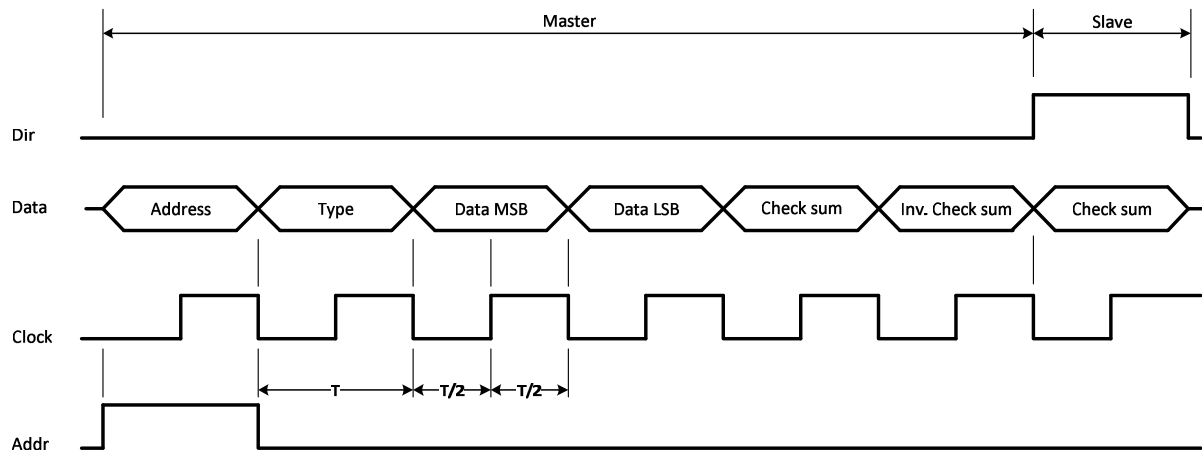 Master
Slave
Dir
Data
Address
Type
Data MSB
Data LSB
Check sum
Inv. Check sum
Check sum
Clock
T
T/2
T/2
Addr